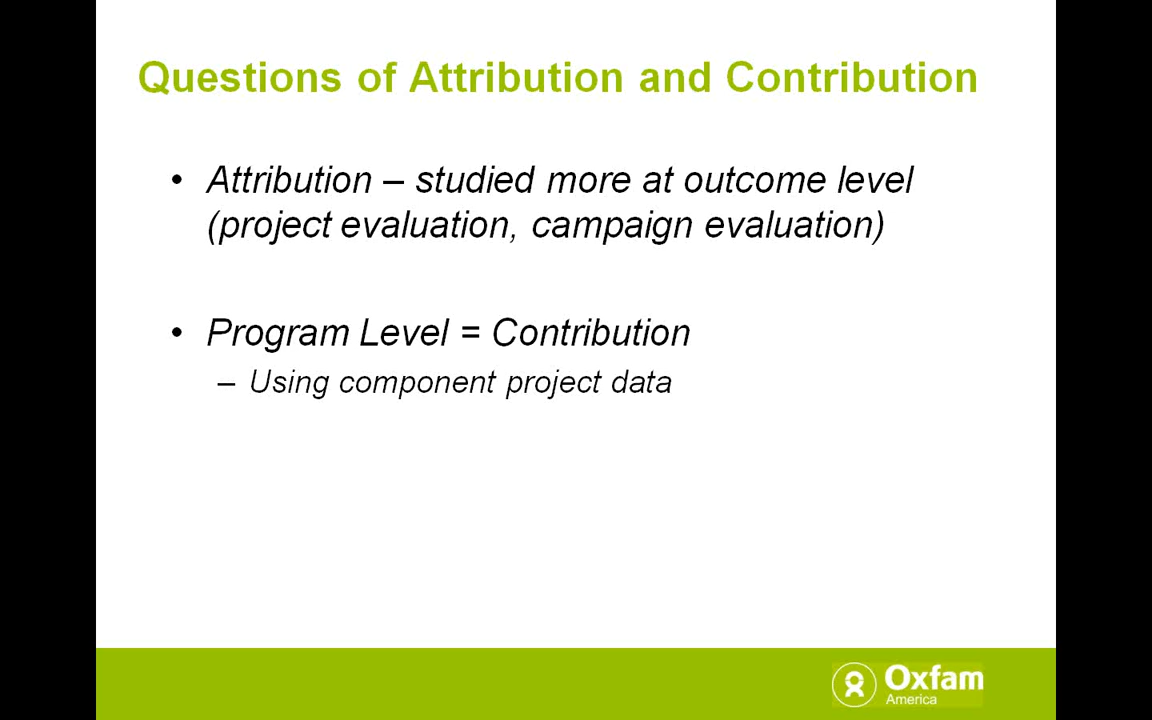 Questions of Attribution and Contribution
• Attribution – studied more at outcome level
(project evaluation, campaign evaluation)
• Program Level = Contribution
– Using component project data
Oxfam
America